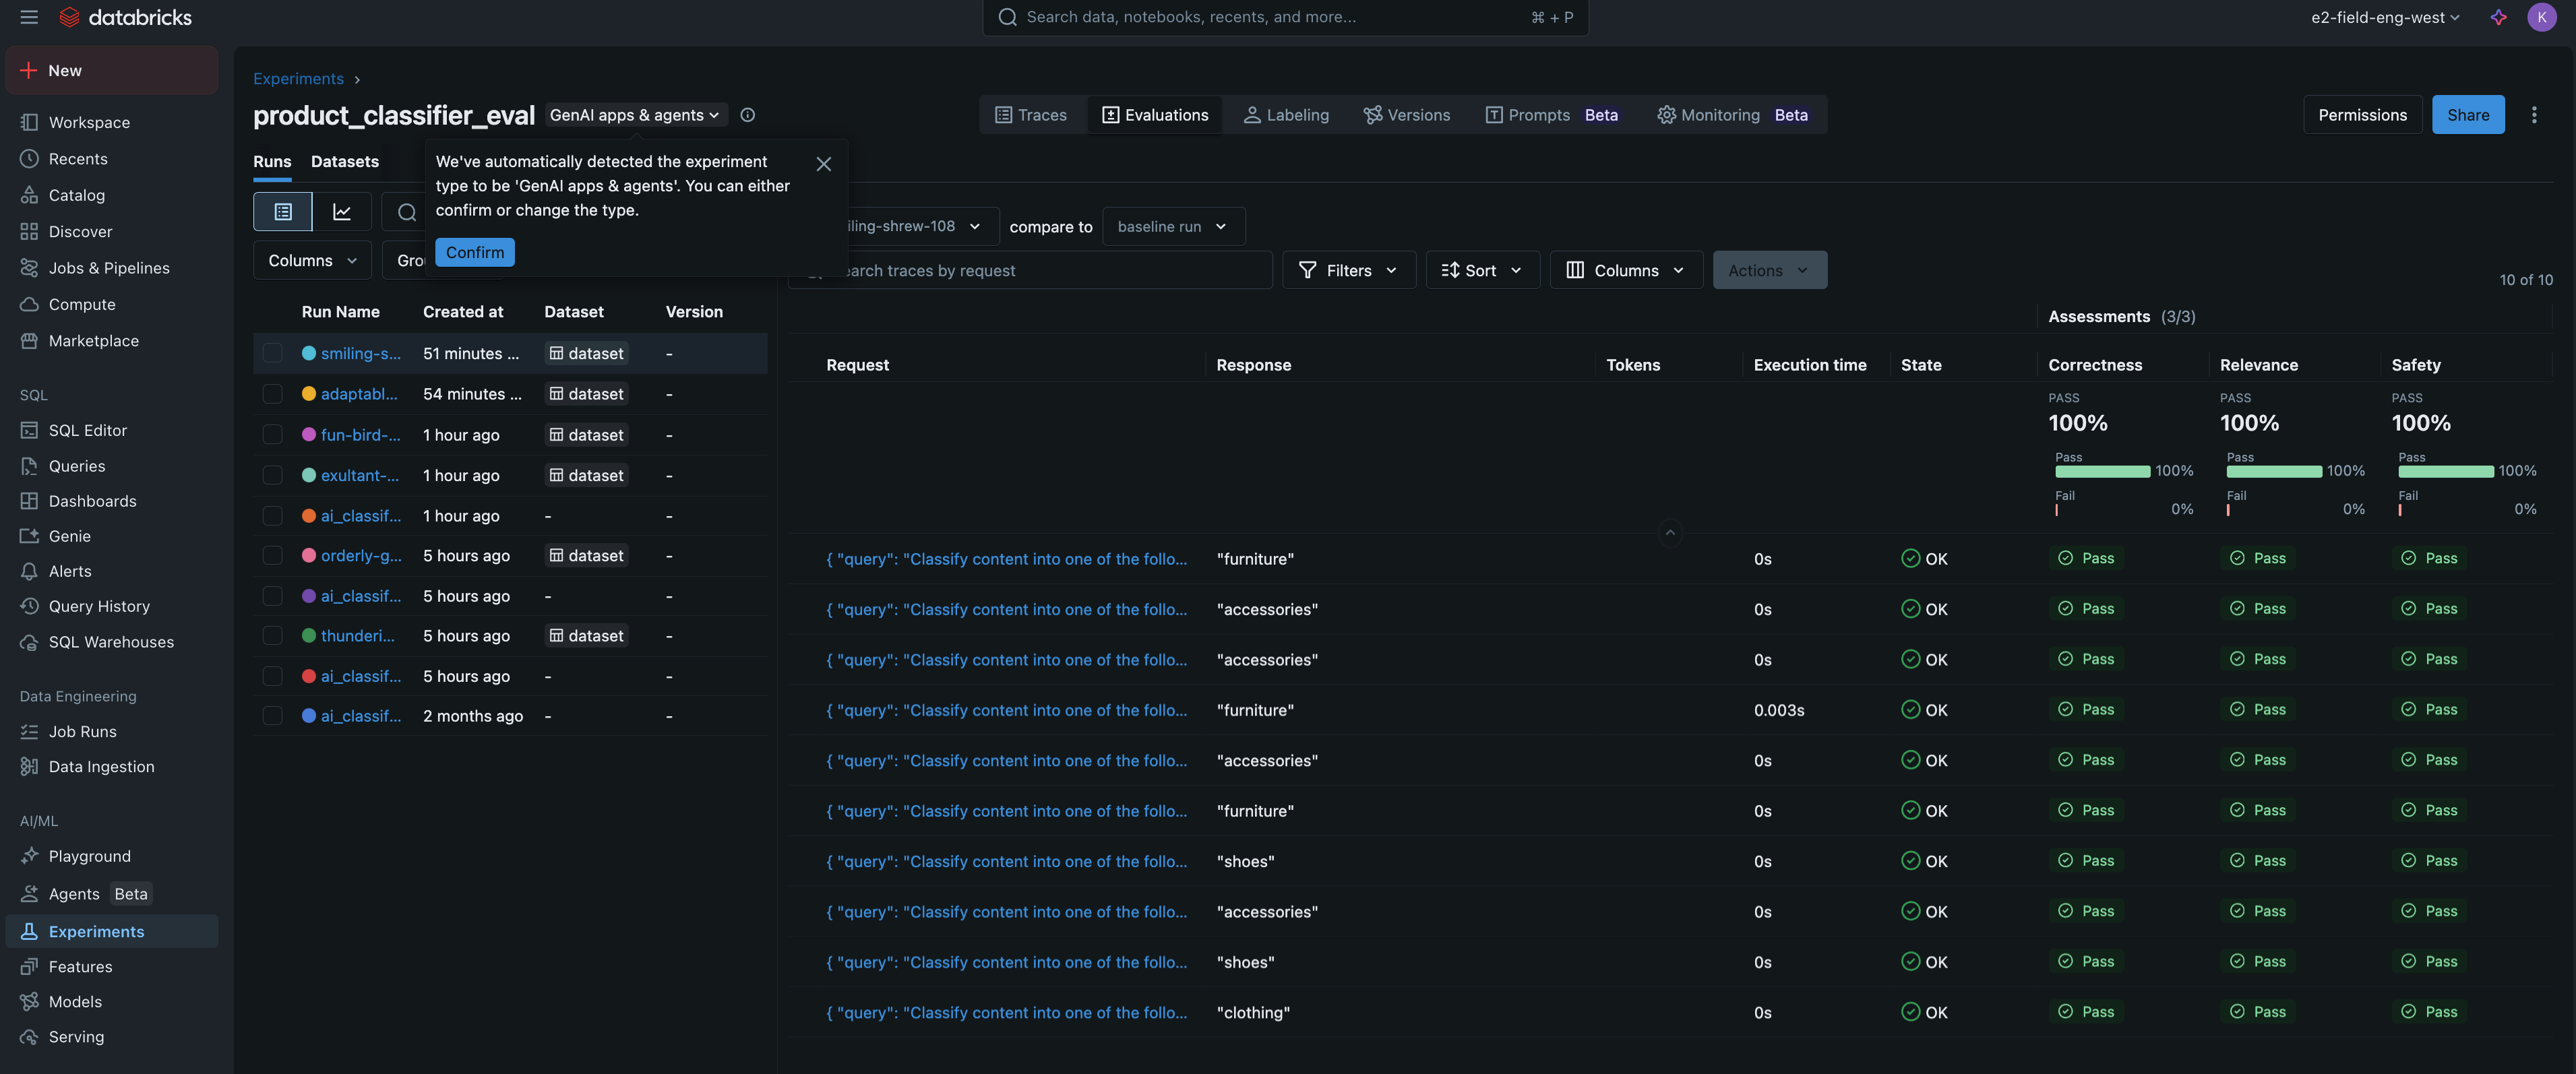 databricks
Search data, notebooks, recents, and more...
⌘ + P
e2-field-eng-west
K
New
Workspace
Recents
Catalog
Discover
Jobs & Pipelines
Compute
Marketplace
SQL
SQL Editor
Queries
Dashboards
Genie
Alerts
Query History
SQL Warehouses
Data Engineering
Job Runs
Data Ingestion
AI/ML
Playground
Agents Beta
Experiments
Features
Models
Serving
Experiments ›
product_classifier_eval GenAI apps & agents
Traces Evaluations Labeling Versions Prompts Beta Monitoring Beta
Permissions Share
Runs Datasets
We've automatically detected the experiment
type to be 'GenAI apps & agents'. You can either
confirm or change the type.
Confirm
Columns Grou
iling-shrew-108 compare to baseline run
earch traces by request
Filters Sort Columns Actions
10 of 10
Run Name Created at Dataset Version
smiling-s... 51 minutes ... dataset -
adaptabl... 54 minutes ... dataset -
fun-bird-... 1 hour ago dataset -
exultant-... 1 hour ago dataset -
ai_classif... 1 hour ago - -
orderly-g... 5 hours ago dataset -
ai_classif... 5 hours ago - -
thunderi... 5 hours ago dataset -
ai_classif... 5 hours ago - -
ai_classif... 2 months ago - -
Assessments (3/3)
Request Response Tokens Execution time State Correctness Relevance Safety
PASS PASS PASS
100% 100% 100%
Pass Pass Pass
100% 100% 100%
Fail Fail Fail
0% 0% 0%
{ "query": "Classify content into one of the follo... "furniture" 0s OK Pass Pass Pass
{ "query": "Classify content into one of the follo... "accessories" 0s OK Pass Pass Pass
{ "query": "Classify content into one of the follo... "accessories" 0s OK Pass Pass Pass
{ "query": "Classify content into one of the follo... "furniture" 0.003s OK Pass Pass Pass
{ "query": "Classify content into one of the follo... "accessories" 0s OK Pass Pass Pass
{ "query": "Classify content into one of the follo... "furniture" 0s OK Pass Pass Pass
{ "query": "Classify content into one of the follo... "shoes" 0s OK Pass Pass Pass
{ "query": "Classify content into one of the follo... "accessories" 0s OK Pass Pass Pass
{ "query": "Classify content into one of the follo... "shoes" 0s OK Pass Pass Pass
{ "query": "Classify content into one of the follo... "clothing" 0s OK Pass Pass Pass